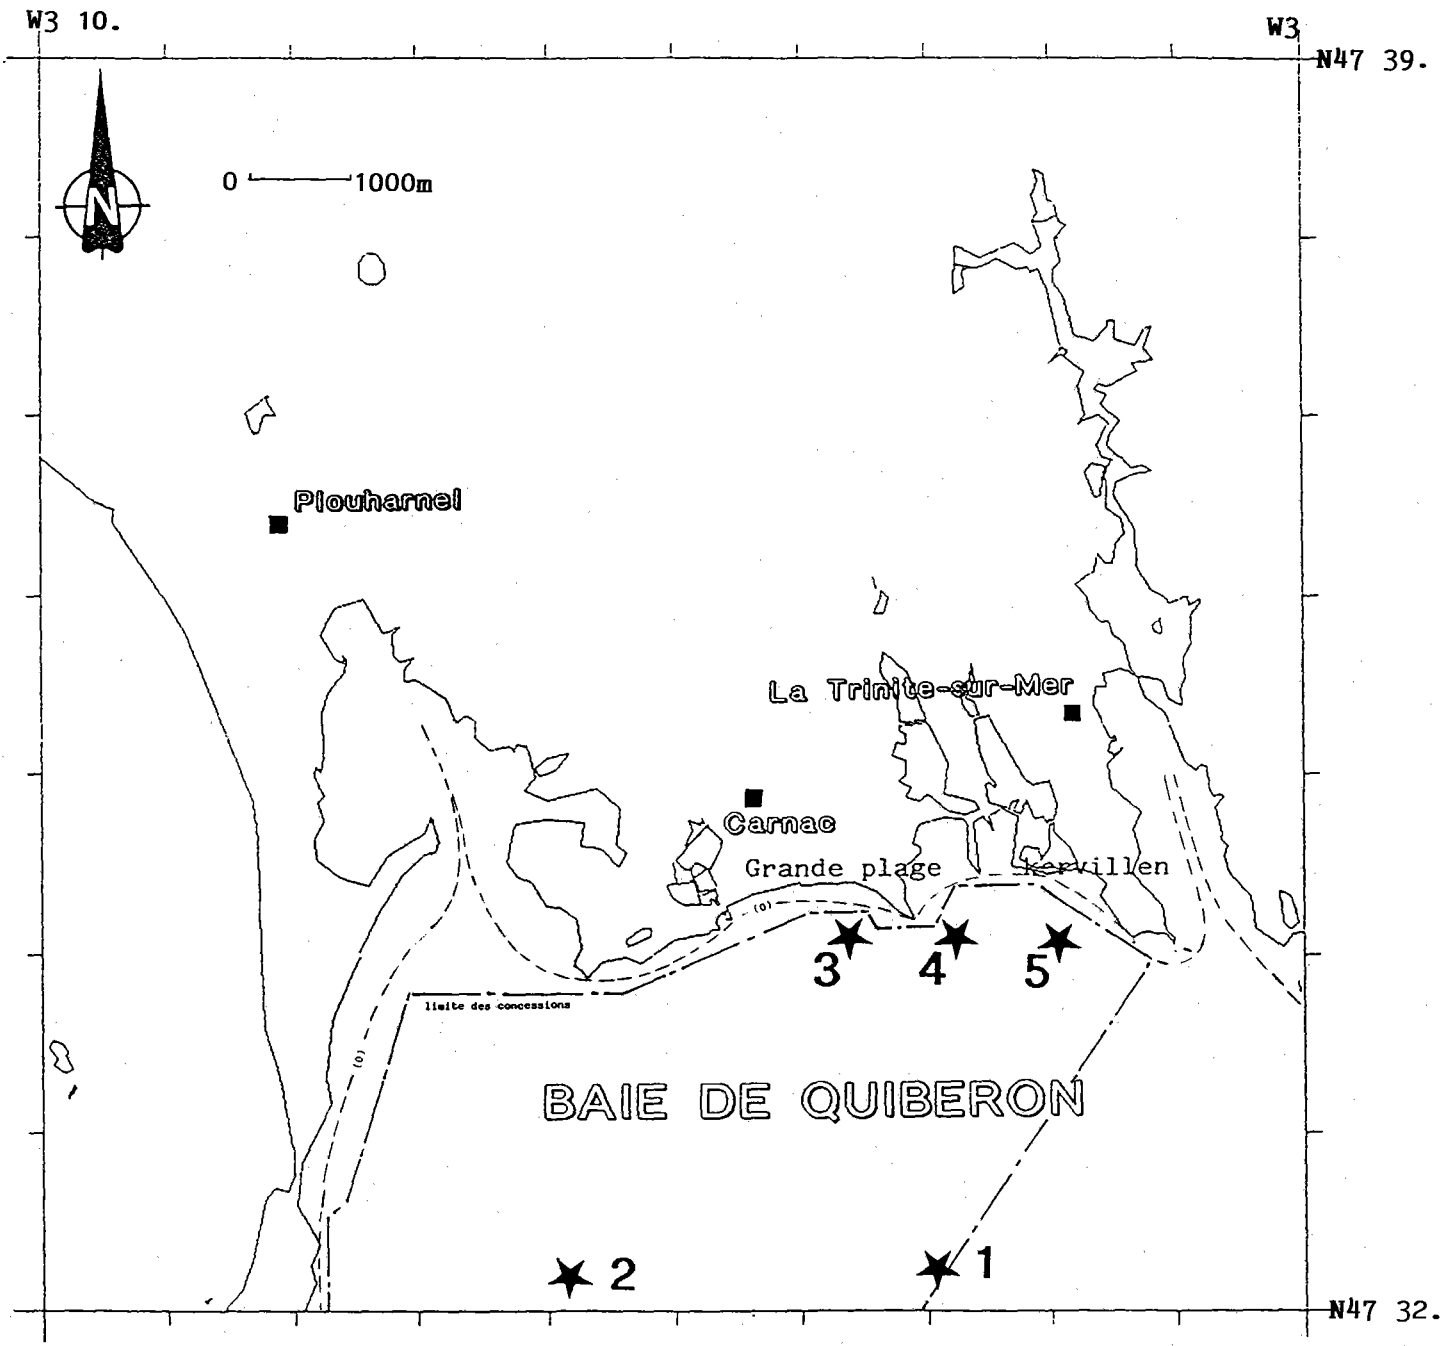 W3 10.
W3
N47 39.
N
0 1000m
Plouharnel
La Trinite-sur-Mer
Carnac
Grande plage
kervillen
(0)
3
4
5
limite des concessions
(0)
BAIE DE QUIBERON
2
1
N47 32.